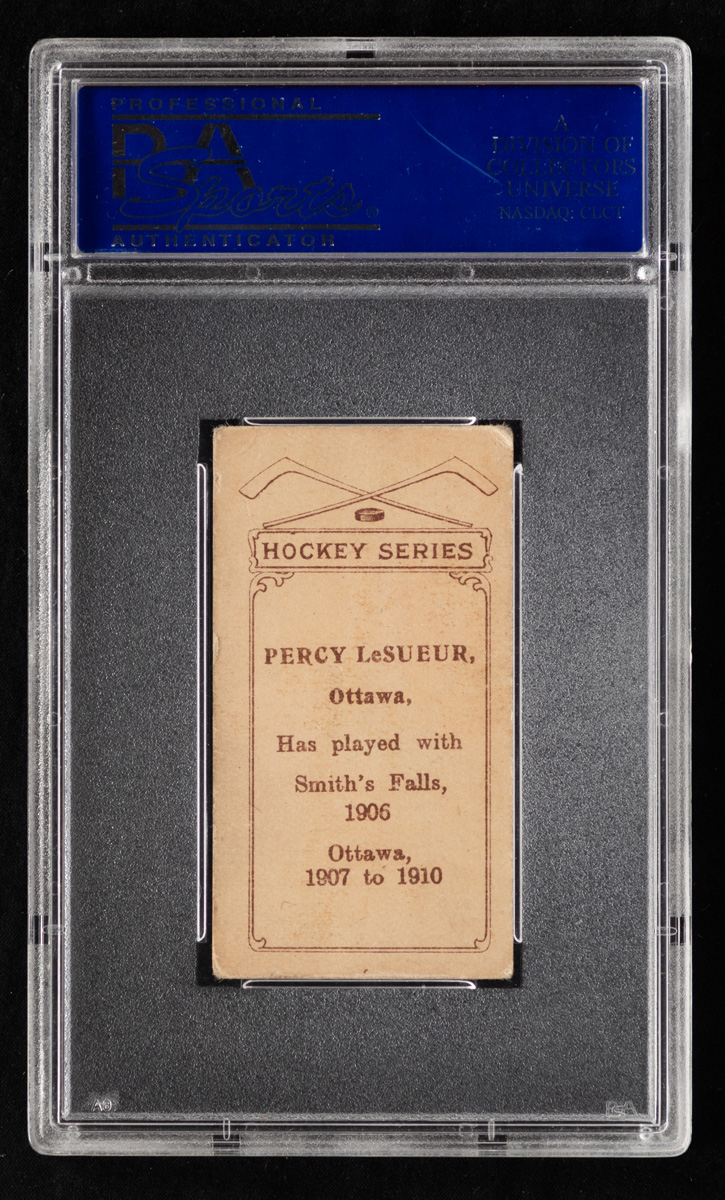 PROFESSIONAL
PSA
Sports®
AUTHENTICATOR
A
DIVISION OF
COLLECTORS
UNIVERSE
NASDAQ: CLCT
HOCKEY SERIES
PERCY LeSUEUR,
Ottawa,
Has played with
Smith's Falls,
1906
Ottawa,
1907 to 1910
PSA